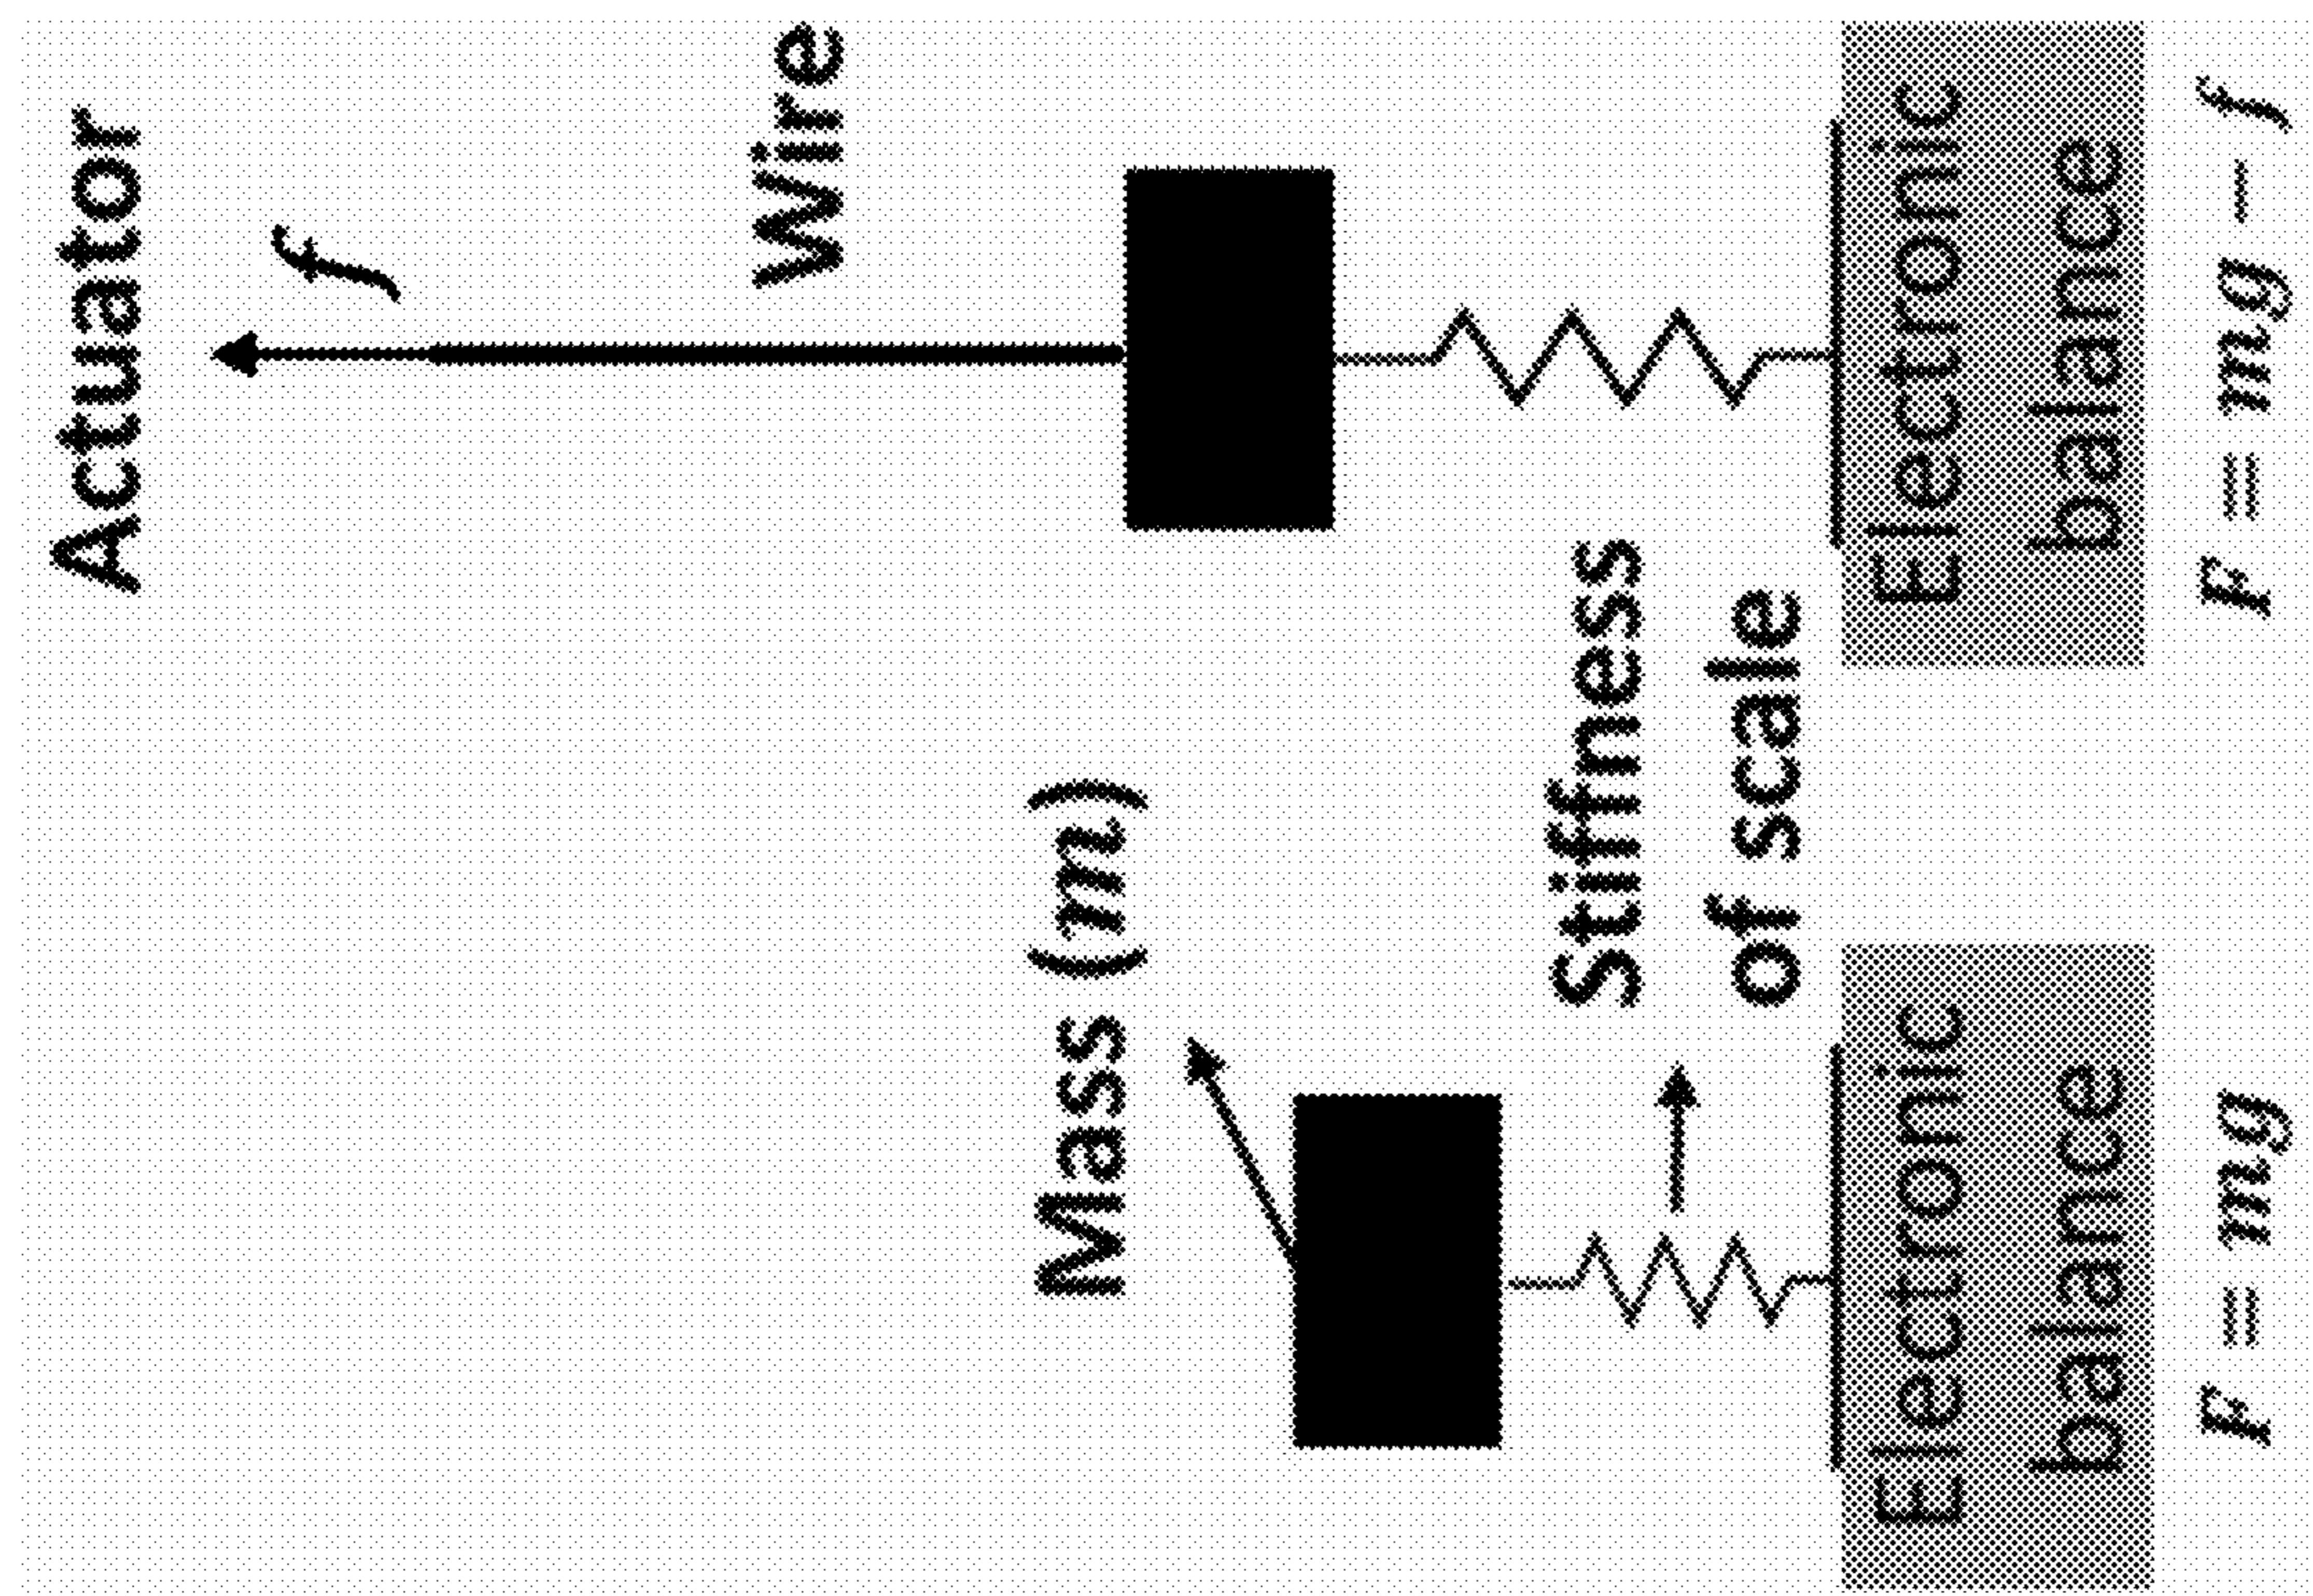 Actuator
f
Wire
Mass (m)
Stiffness
of scale
Electronic
balance
Electronic
balance
F = mg
F = mg − f